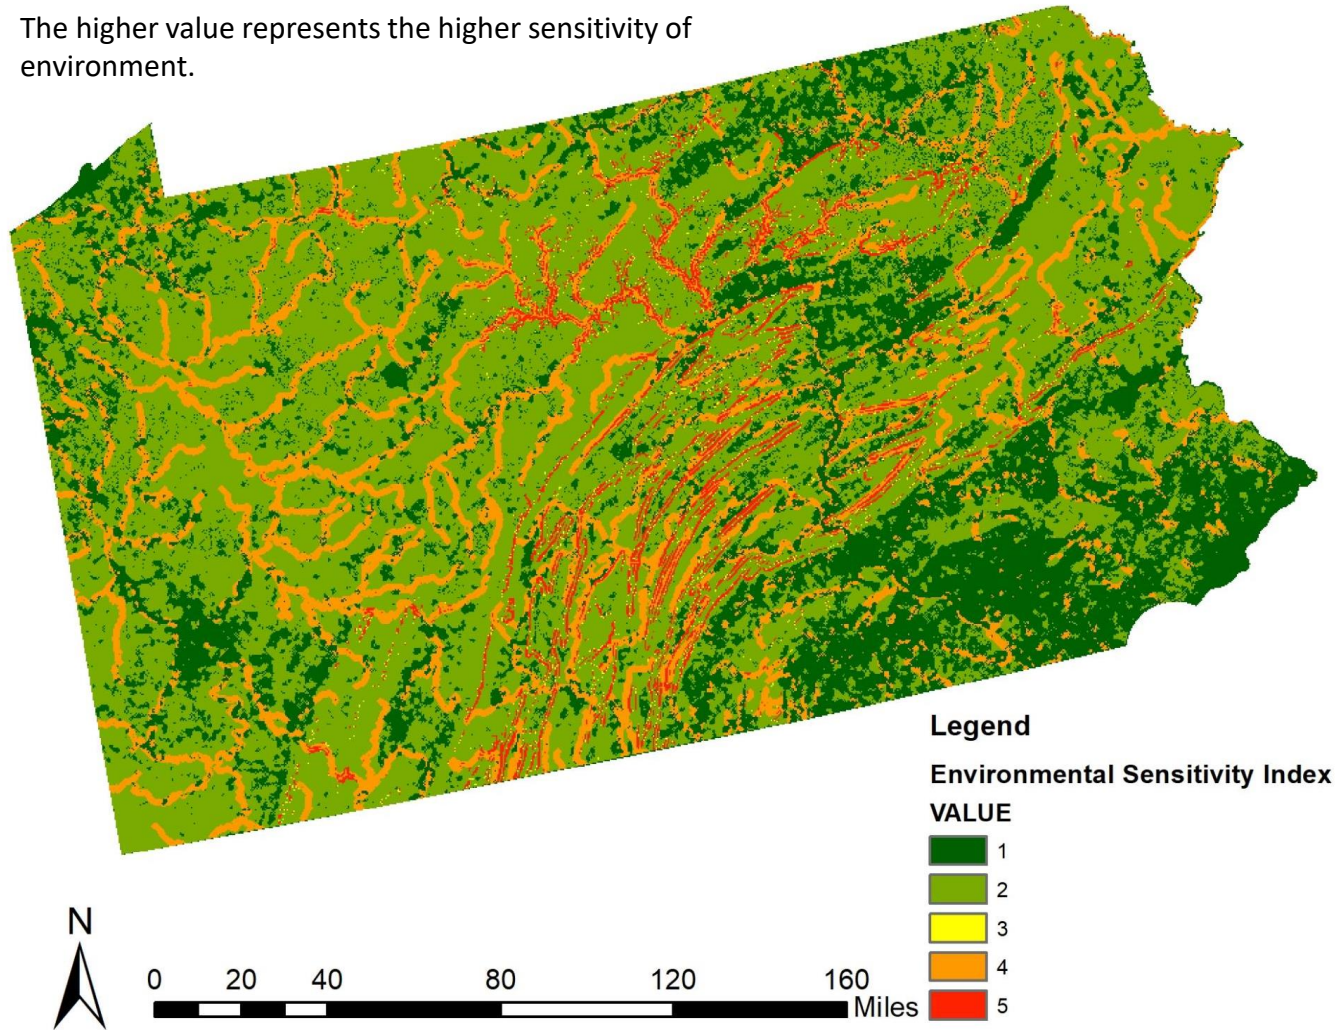 The higher value represents the higher sensitivity of
environment.
Legend
Environmental Sensitivity Index
VALUE
1
2
3
4
5
N
0 20 40 80 120 160
Miles